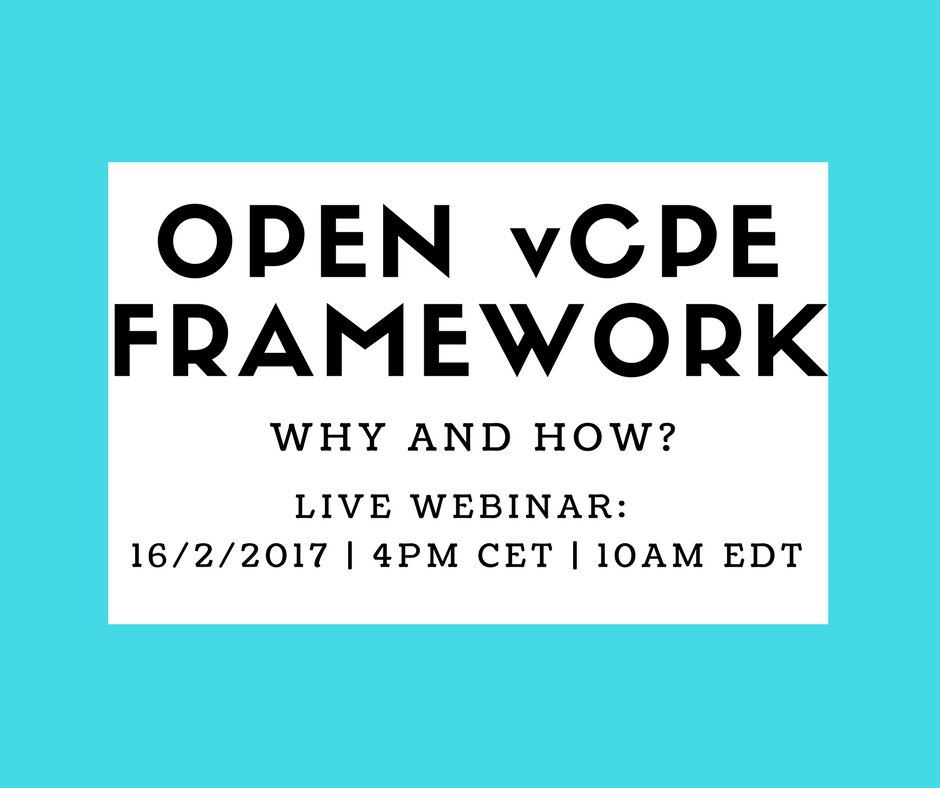 OPEN vCPE
FRAMEWORK
WHY AND HOW?
LIVE WEBINAR:
16/2/2017 | 4PM CET | 10AM EDT